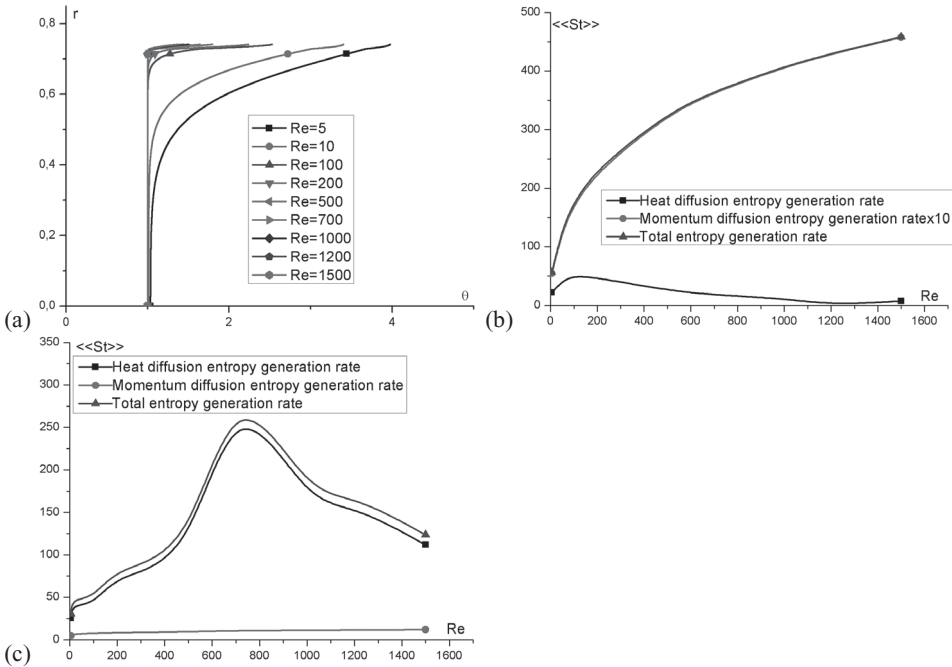 (a)
r
0,8
0,6
0,4
0,2
0,0
0
2
4
θ
Re=5
Re=10
Re=100
Re=200
Re=500
Re=700
Re=1000
Re=1200
Re=1500
(b)
<<St>>
500
450
400
350
300
250
200
150
100
50
0
0 200 400 600 800 1000 1200 1400 1600
Re
Heat diffusion entropy generation rate
Momentum diffusion entropy generation ratex10
Total entropy generation rate
(c)
<<St>>
350
300
250
200
150
100
50
0
0 200 400 600 800 1000 1200 1400 1600
Re
Heat diffusion entropy generation rate
Momentum diffusion entropy generation rate
Total entropy generation rate